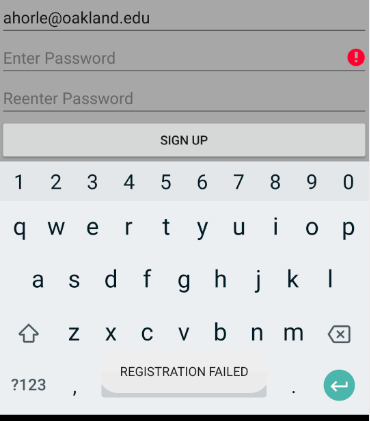 ahorle@oakland.edu
Enter Password
!
Reenter Password
SIGN UP
1 2 3 4 5 6 7 8 9 0
q w e r t y u i o p
a s d f g h j k l
z x c v b n m
REGISTRATION FAILED
?123 , .